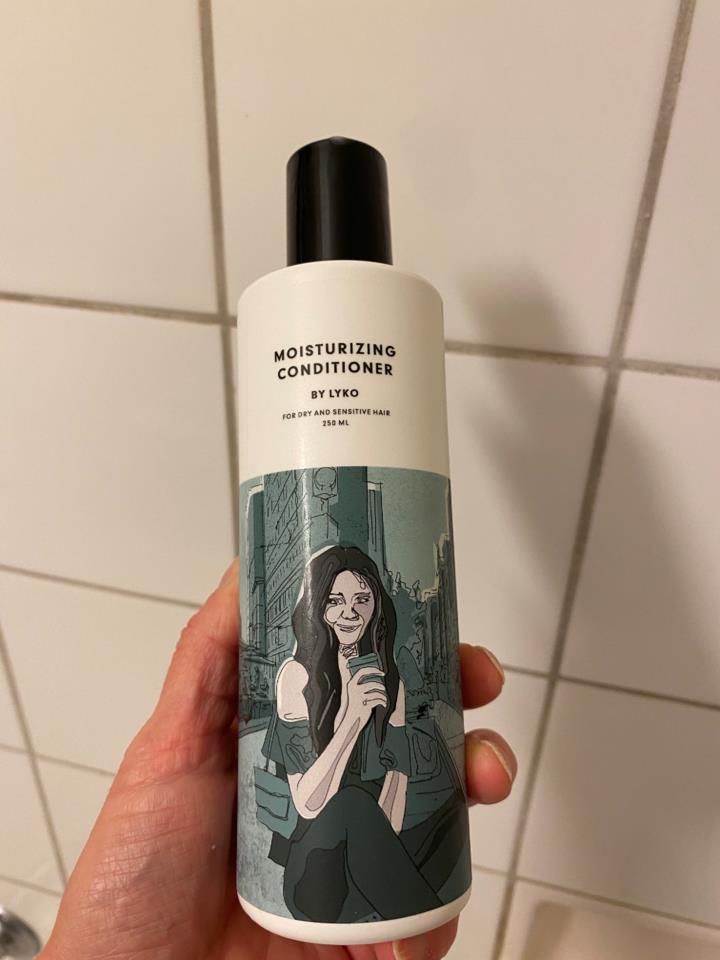 MOISTURIZING
CONDITIONER
BY LYKO
FOR DRY AND SENSITIVE HAIR
250 ML